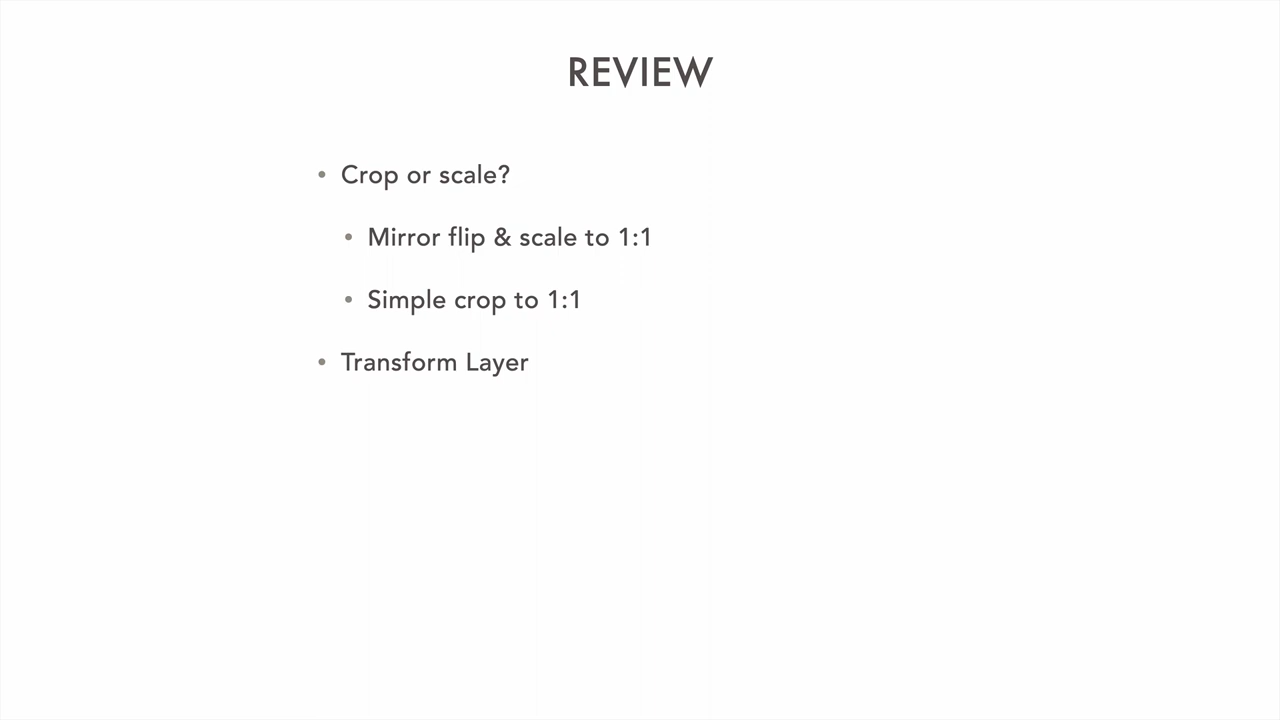 REVIEW
• Crop or scale?
• Mirror flip & scale to 1:1
• Simple crop to 1:1
• Transform Layer